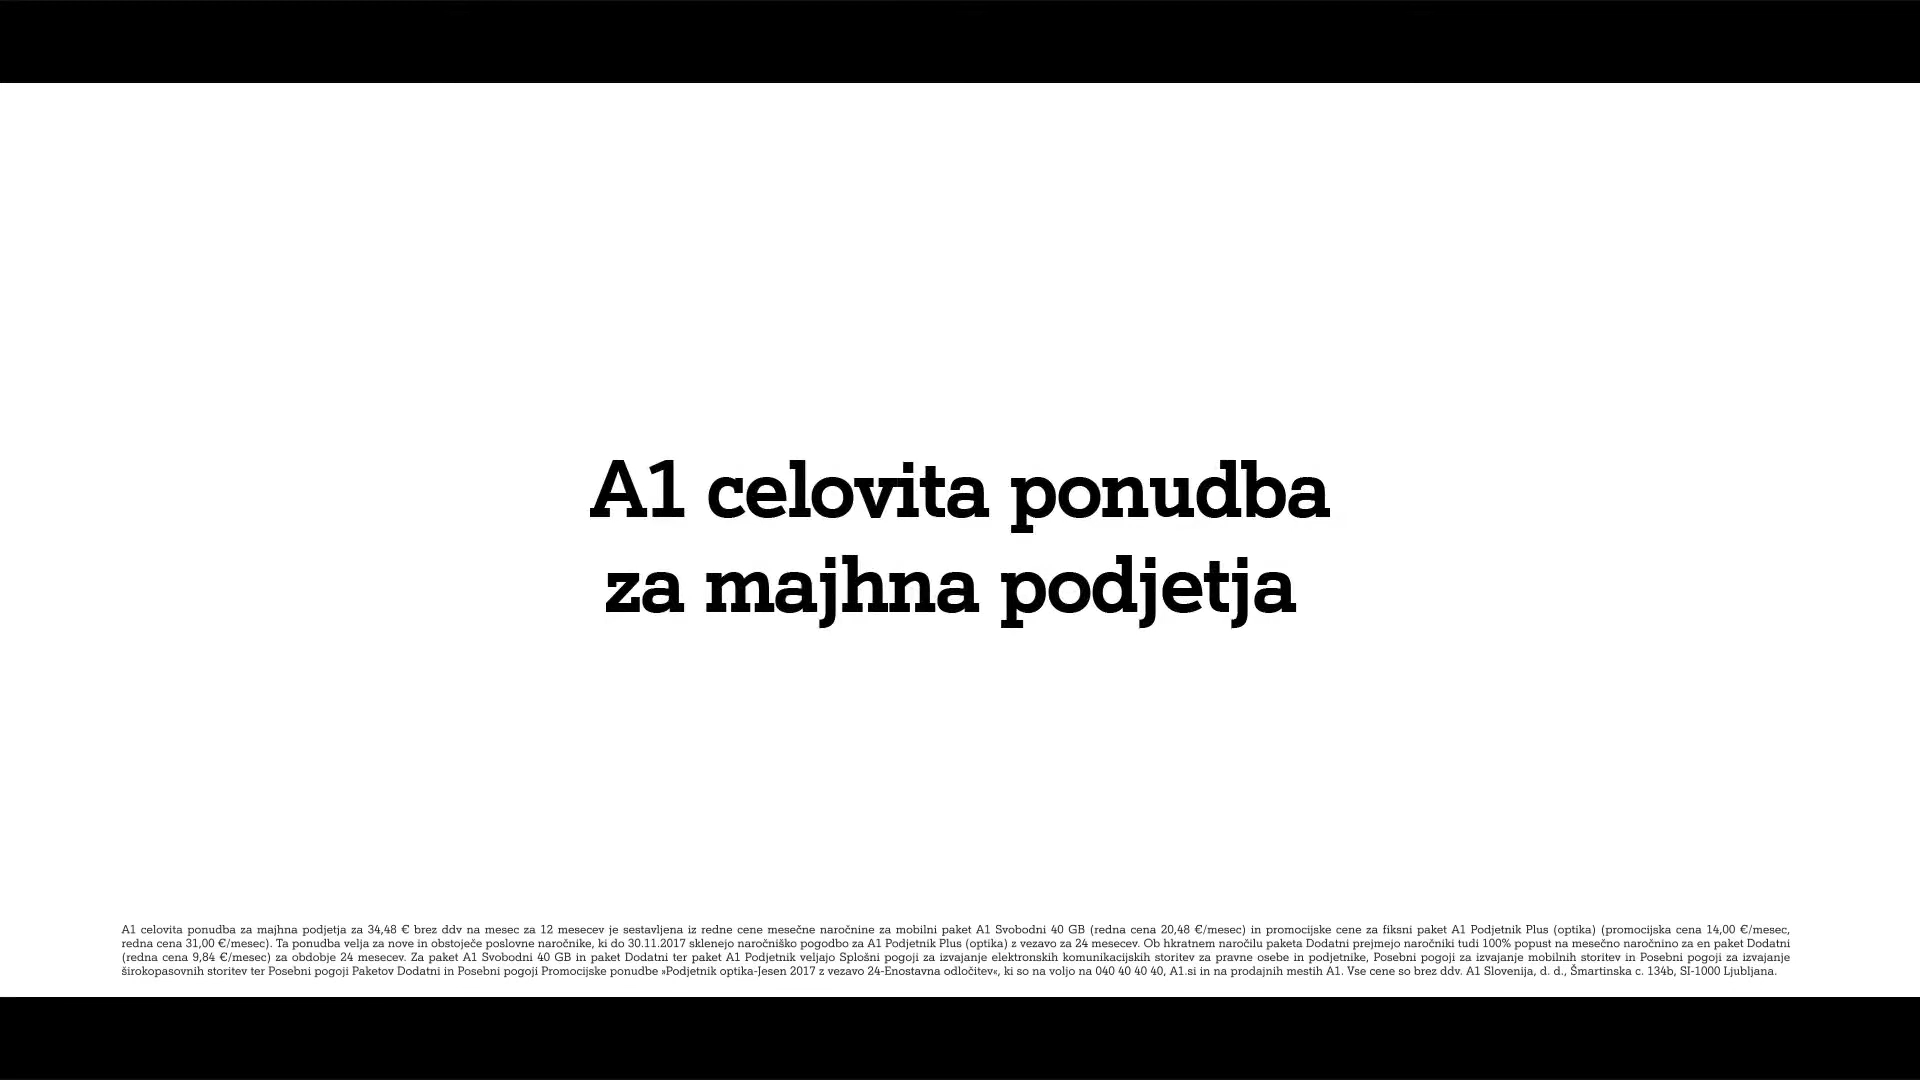 A1 celovita ponudba
za majhna podjetja
A1 celovita ponudba za majhna podjetja za 34,48 € brez ddv na mesec za 12 mesecev je sestavljena iz redne cene mesečne naročnine za mobilni paket A1 Svobodni 40 GB (redna cena 20,48 €/mesec) in promocijske cene za fiksni paket A1 Podjetnik Plus (optika) (promocijska cena 14,00 €/mesec,
redna cena 31,00 €/mesec). Ta ponudba velja za nove in obstoječe poslovne naročnike, ki do 30.11.2017 sklenejo naročniško pogodbo za A1 Podjetnik Plus (optika) z vezavo za 24 mesecev. Ob hkratnem naročilu paketa Dodatni prejmejo naročniki tudi 100% popust na mesečno naročnino za en paket Dodatni
(redna cena 9,84 €/mesec) za obdobje 24 mesecev. Za paket A1 Svobodni 40 GB in paket Dodatni ter paket A1 Podjetnik veljajo Splošni pogoji za izvajanje elektronskih komunikacijskih storitev za pravne osebe in podjetnike, Posebni pogoji za izvajanje mobilnih storitev in Posebni pogoji za izvajanje
širokopasovnih storitev ter Posebni pogoji Paketov Dodatni in Posebni pogoji Promocijske ponudbe »Podjetnik optika-Jesen 2017 z vezavo 24-Enostavna odločitev«, ki so na voljo na 040 40 40 40, A1.si in na prodajnih mestih A1. Vse cene so brez ddv. A1 Slovenija, d. d., Šmartinska c. 134b, SI-1000 Ljubljana.